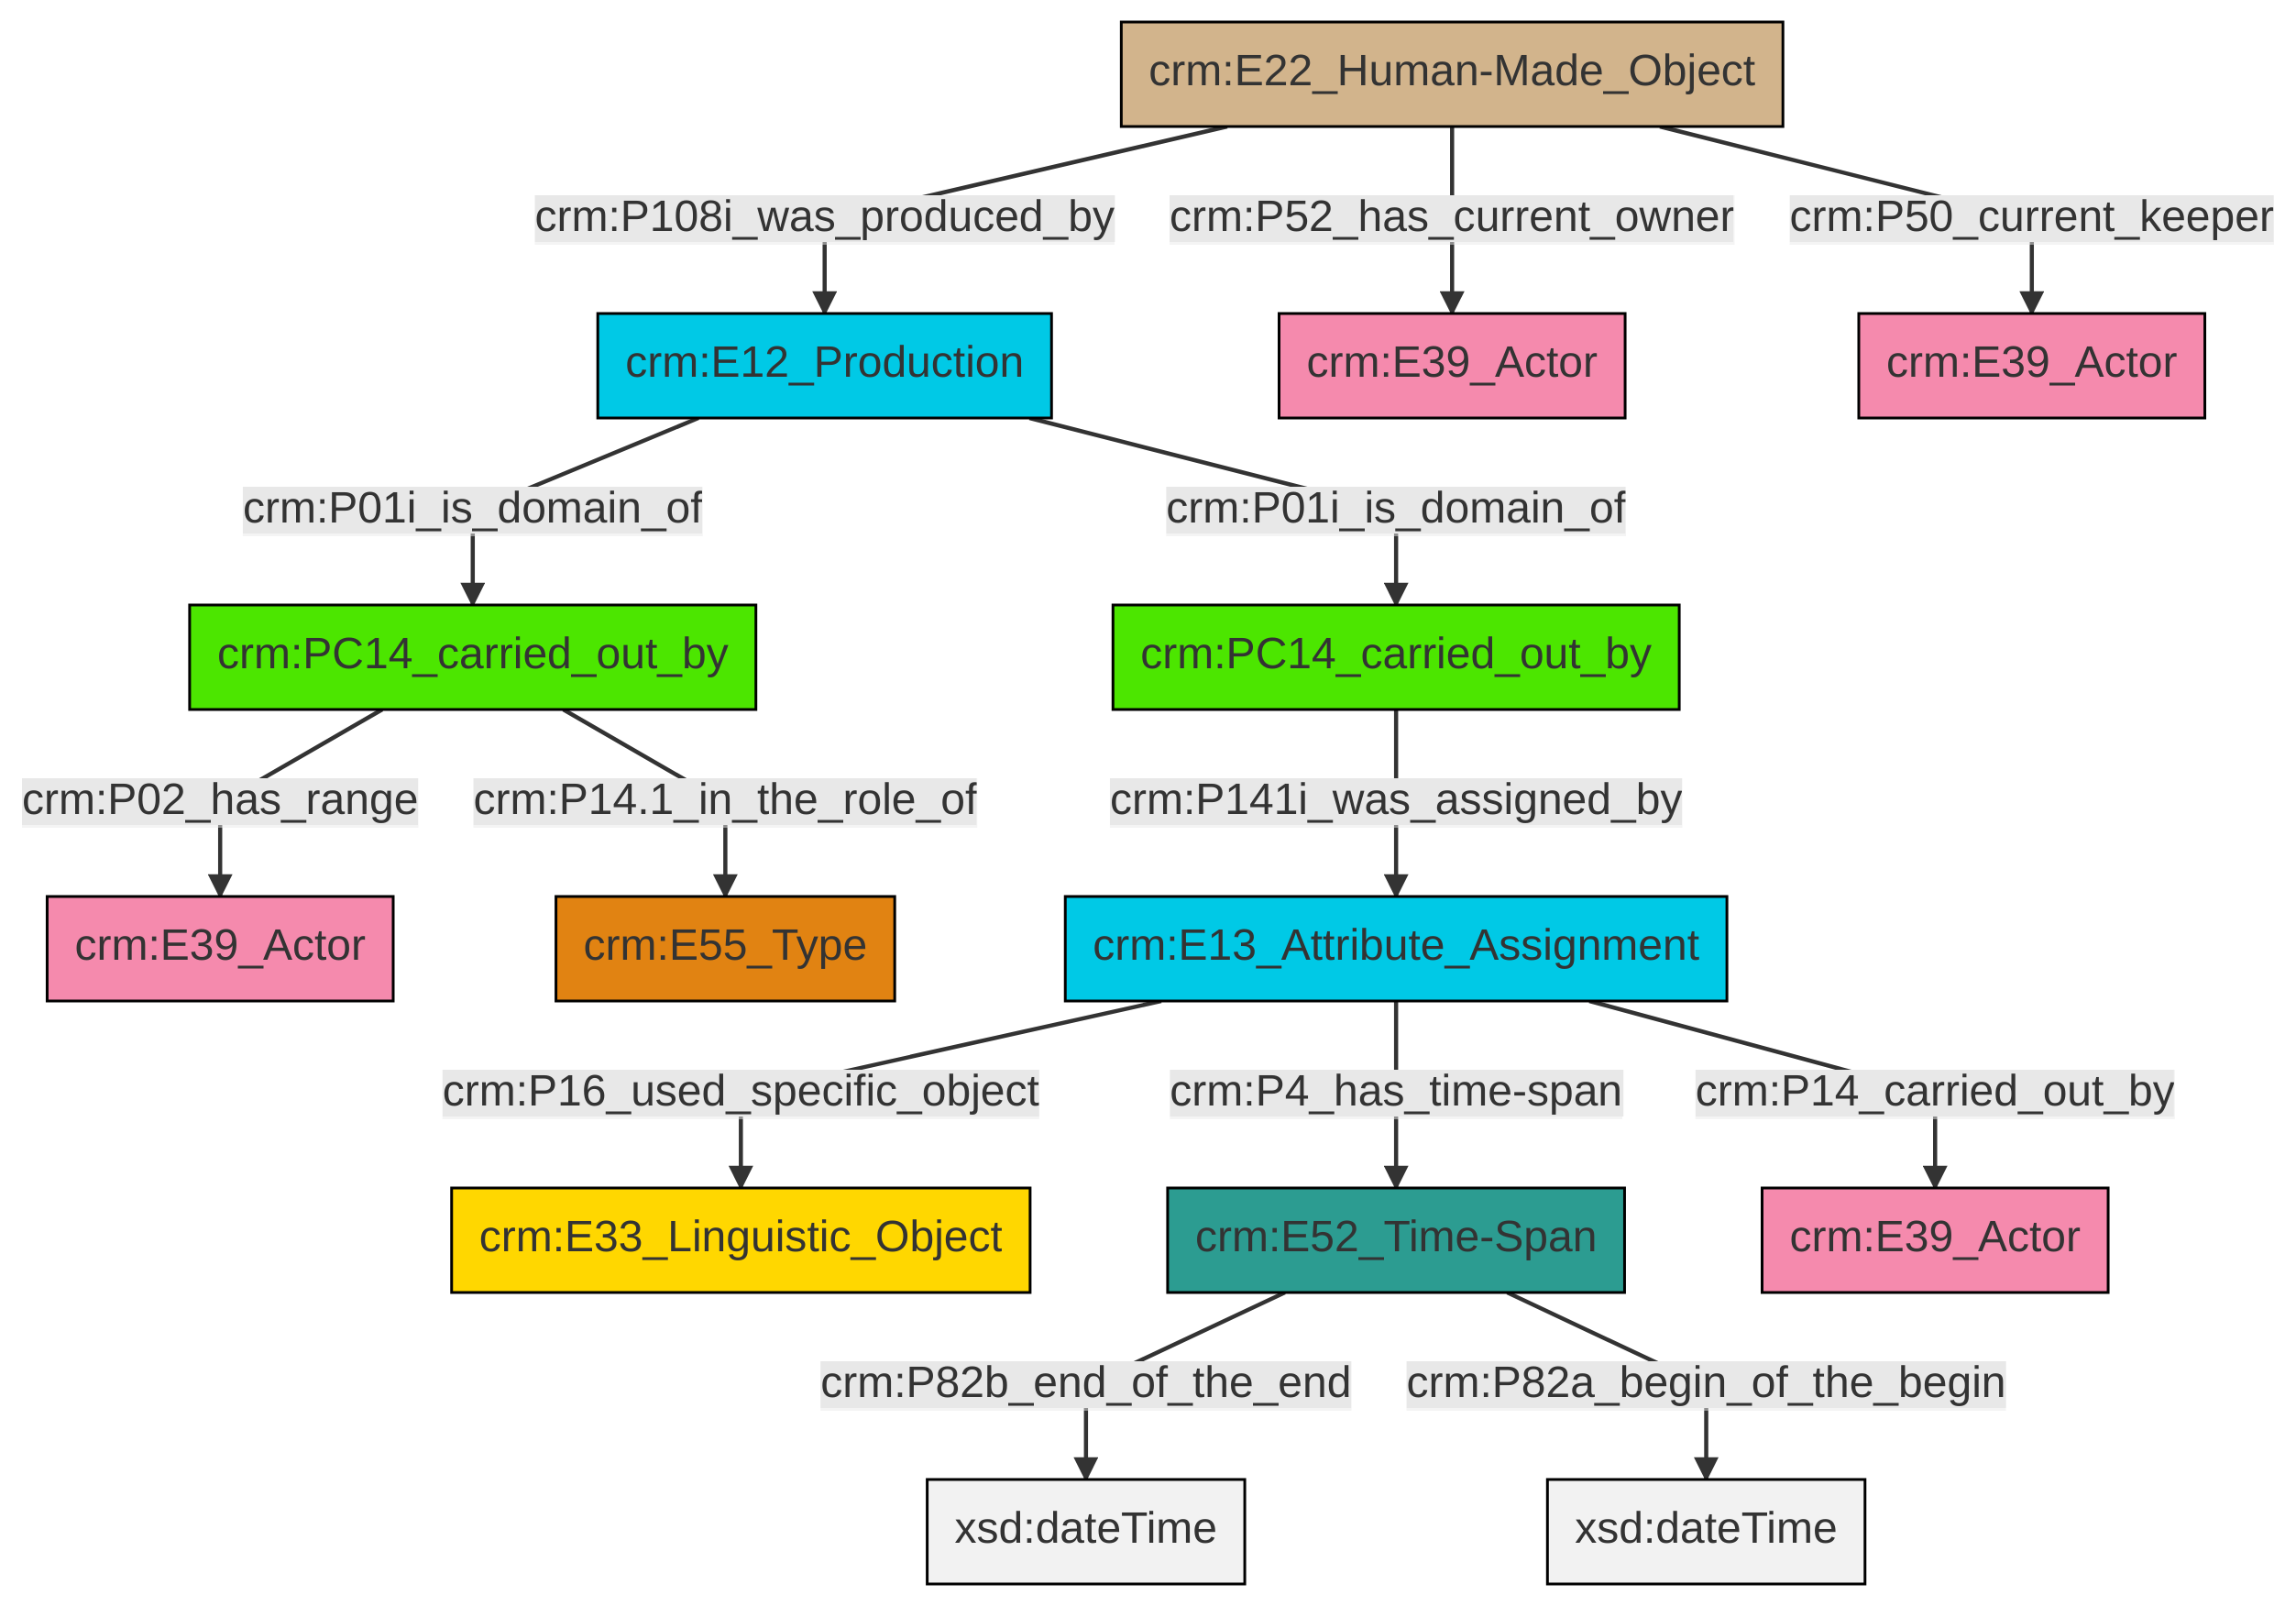 crm:E22_Human-Made_Object
crm:P108i_was_produced_by
crm:P52_has_current_owner
crm:P50_current_keeper
crm:E12_Production
crm:E39_Actor
crm:E39_Actor
crm:P01i_is_domain_of
crm:P01i_is_domain_of
crm:PC14_carried_out_by
crm:PC14_carried_out_by
crm:P02_has_range
crm:P14.1_in_the_role_of
crm:P141i_was_assigned_by
crm:E39_Actor
crm:E55_Type
crm:E13_Attribute_Assignment
crm:P16_used_specific_object
crm:P4_has_time-span
crm:P14_carried_out_by
crm:E33_Linguistic_Object
crm:E52_Time-Span
crm:E39_Actor
crm:P82b_end_of_the_end
crm:P82a_begin_of_the_begin
xsd:dateTime
xsd:dateTime